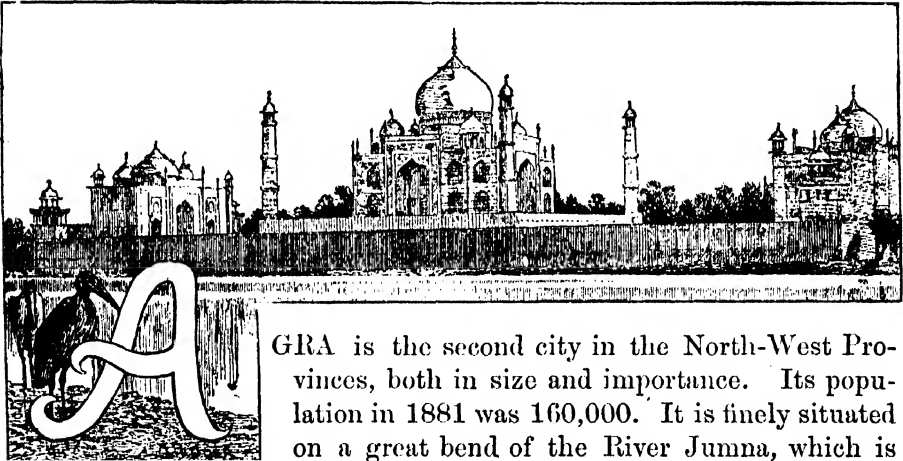 AGRA is the second city in the North-West Pro-
vinces, both in size and importance. Its popu-
lation in 1881 was 160,000. It is finely situated
on a great bend of the River Jumna, which is